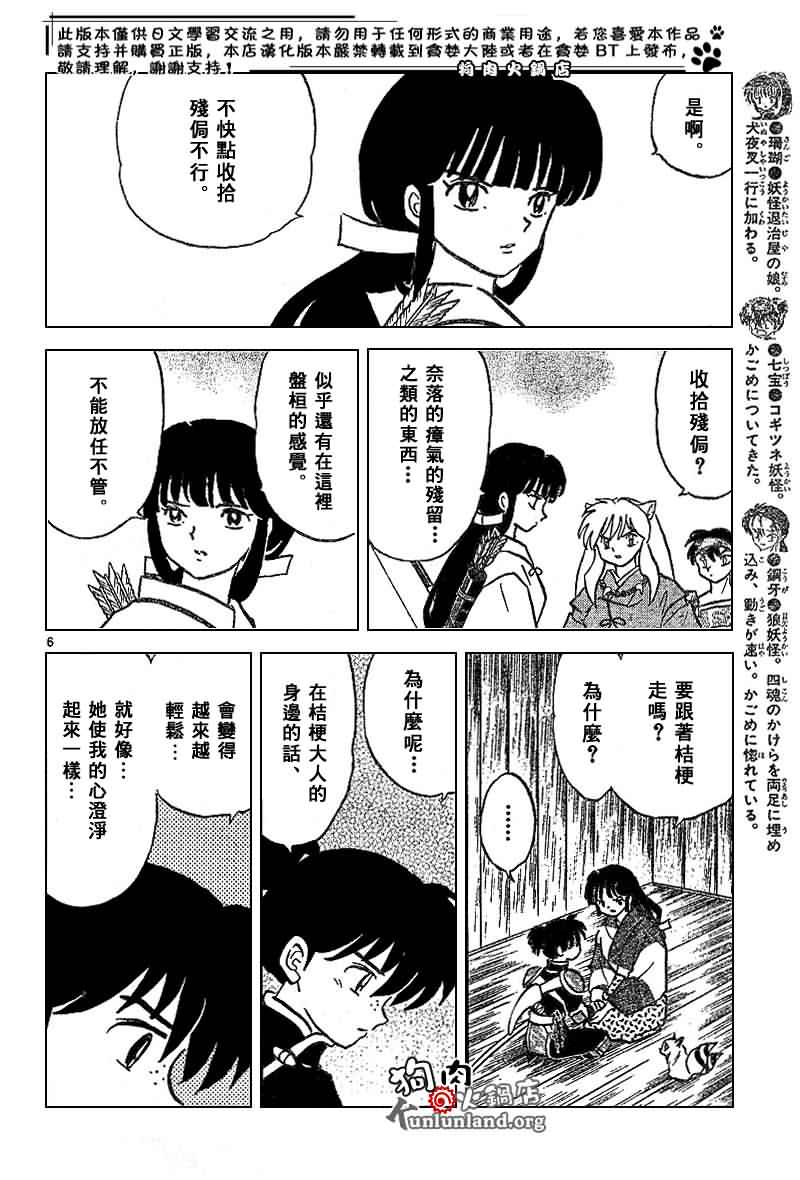 此版本僅供日文學習交流之用，請勿用于任何形式的商業用途，若您喜愛本作品
請支持并購買正版，本店漢化版本嚴禁轉載到貪婪大陸或者在貪婪BT上發布，
敬請理解，謝謝支持！
狗肉火鍋店
是啊。
不快點收拾
殘侷不行。
收拾殘侷？
奈落的瘴氣的殘留…
之類的東西…
似乎還有在這裡
盤桓的感覺。
不能放任不管。
6
要跟著桔梗
走嗎？
為什麼？
……
為什麼呢…
在桔梗大人的
身邊的話、
會變得
越來越
輕鬆…
就好像…
她使我的心澄淨
起來一樣…
珊瑚 妖怪退治屋の娘。
犬夜叉一行に加わる。
七宝 コギツネ妖怪。
かごめについてきた。
鋼牙 狼妖怪。四魂のかけらを両足に埋め
込み、動きが速い。かごめに惚れている。
狗肉火鍋店
Kunlunland.org